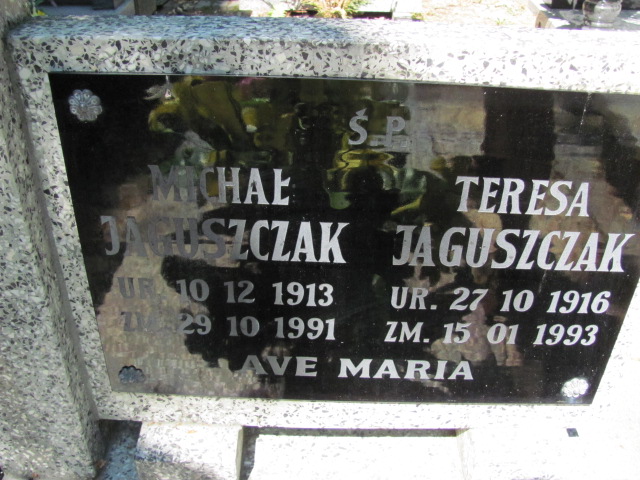 Ś.P.
MICHAŁ
JAGUSZCZAK
UR. 10 12 1913
ZM. 29 10 1991
TERESA
JAGUSZCZAK
UR. 27 10 1916
ZM. 15 01 1993
AVE MARIA